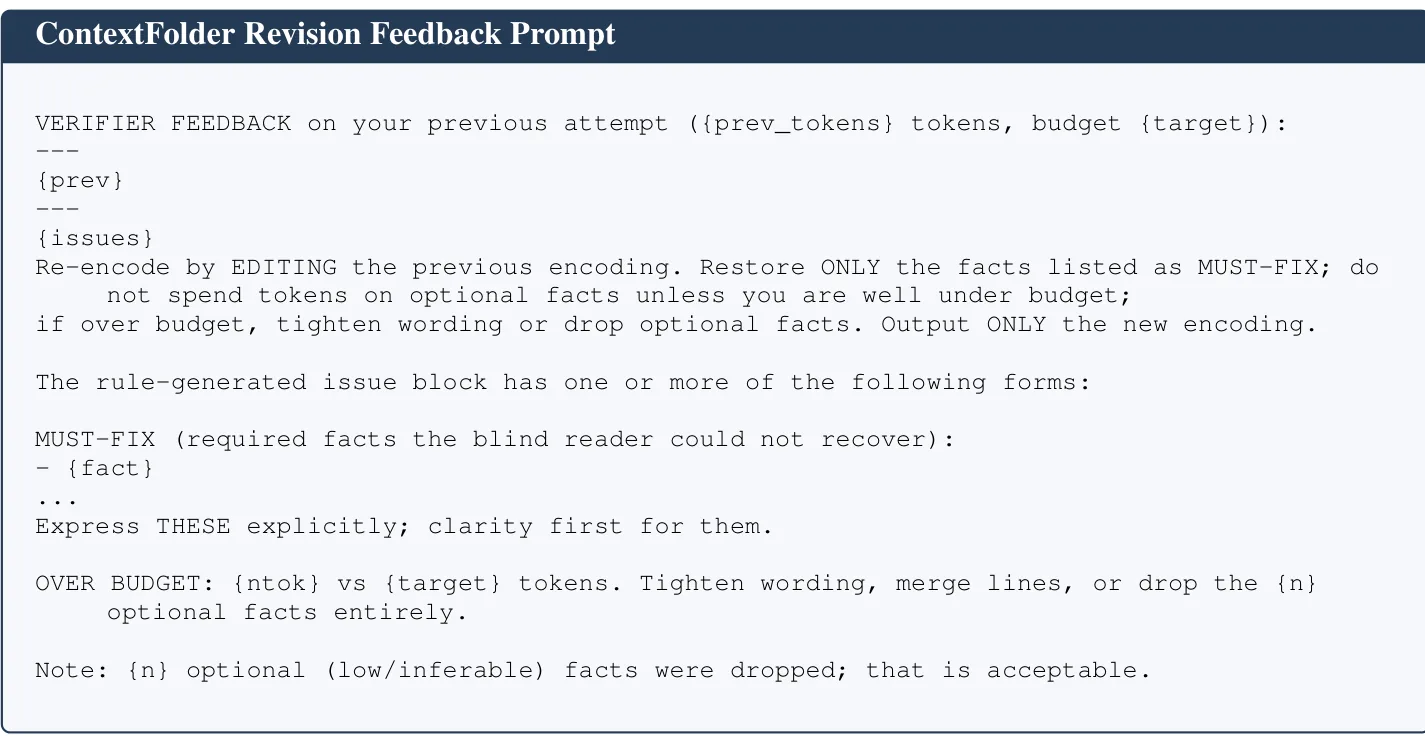 ContextFolder Revision Feedback Prompt
VERIFIER FEEDBACK on your previous attempt ({prev_tokens} tokens, budget {target}):
---
{prev}
---
{issues}
Re-encode by EDITING the previous encoding. Restore ONLY the facts listed as MUST-FIX; do
not spend tokens on optional facts unless you are well under budget;
if over budget, tighten wording or drop optional facts. Output ONLY the new encoding.
The rule-generated issue block has one or more of the following forms:
MUST-FIX (required facts the blind reader could not recover):
- {fact}
...
Express THESE explicitly; clarity first for them.
OVER BUDGET: {ntok} vs {target} tokens. Tighten wording, merge lines, or drop the {n}
optional facts entirely.
Note: {n} optional (low/inferable) facts were dropped; that is acceptable.